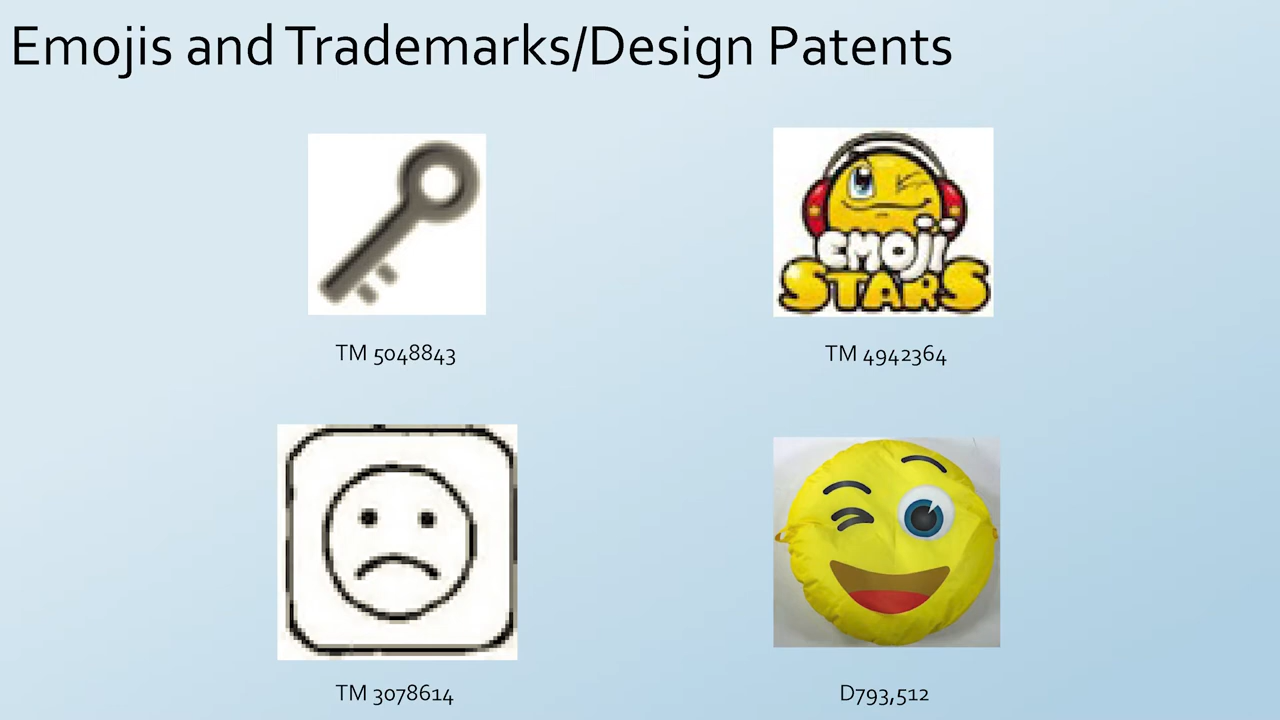 Emojis and Trademarks/Design Patents
EMOJI
STARS
TM 5048843
TM 4942364
TM 3078614
D793,512